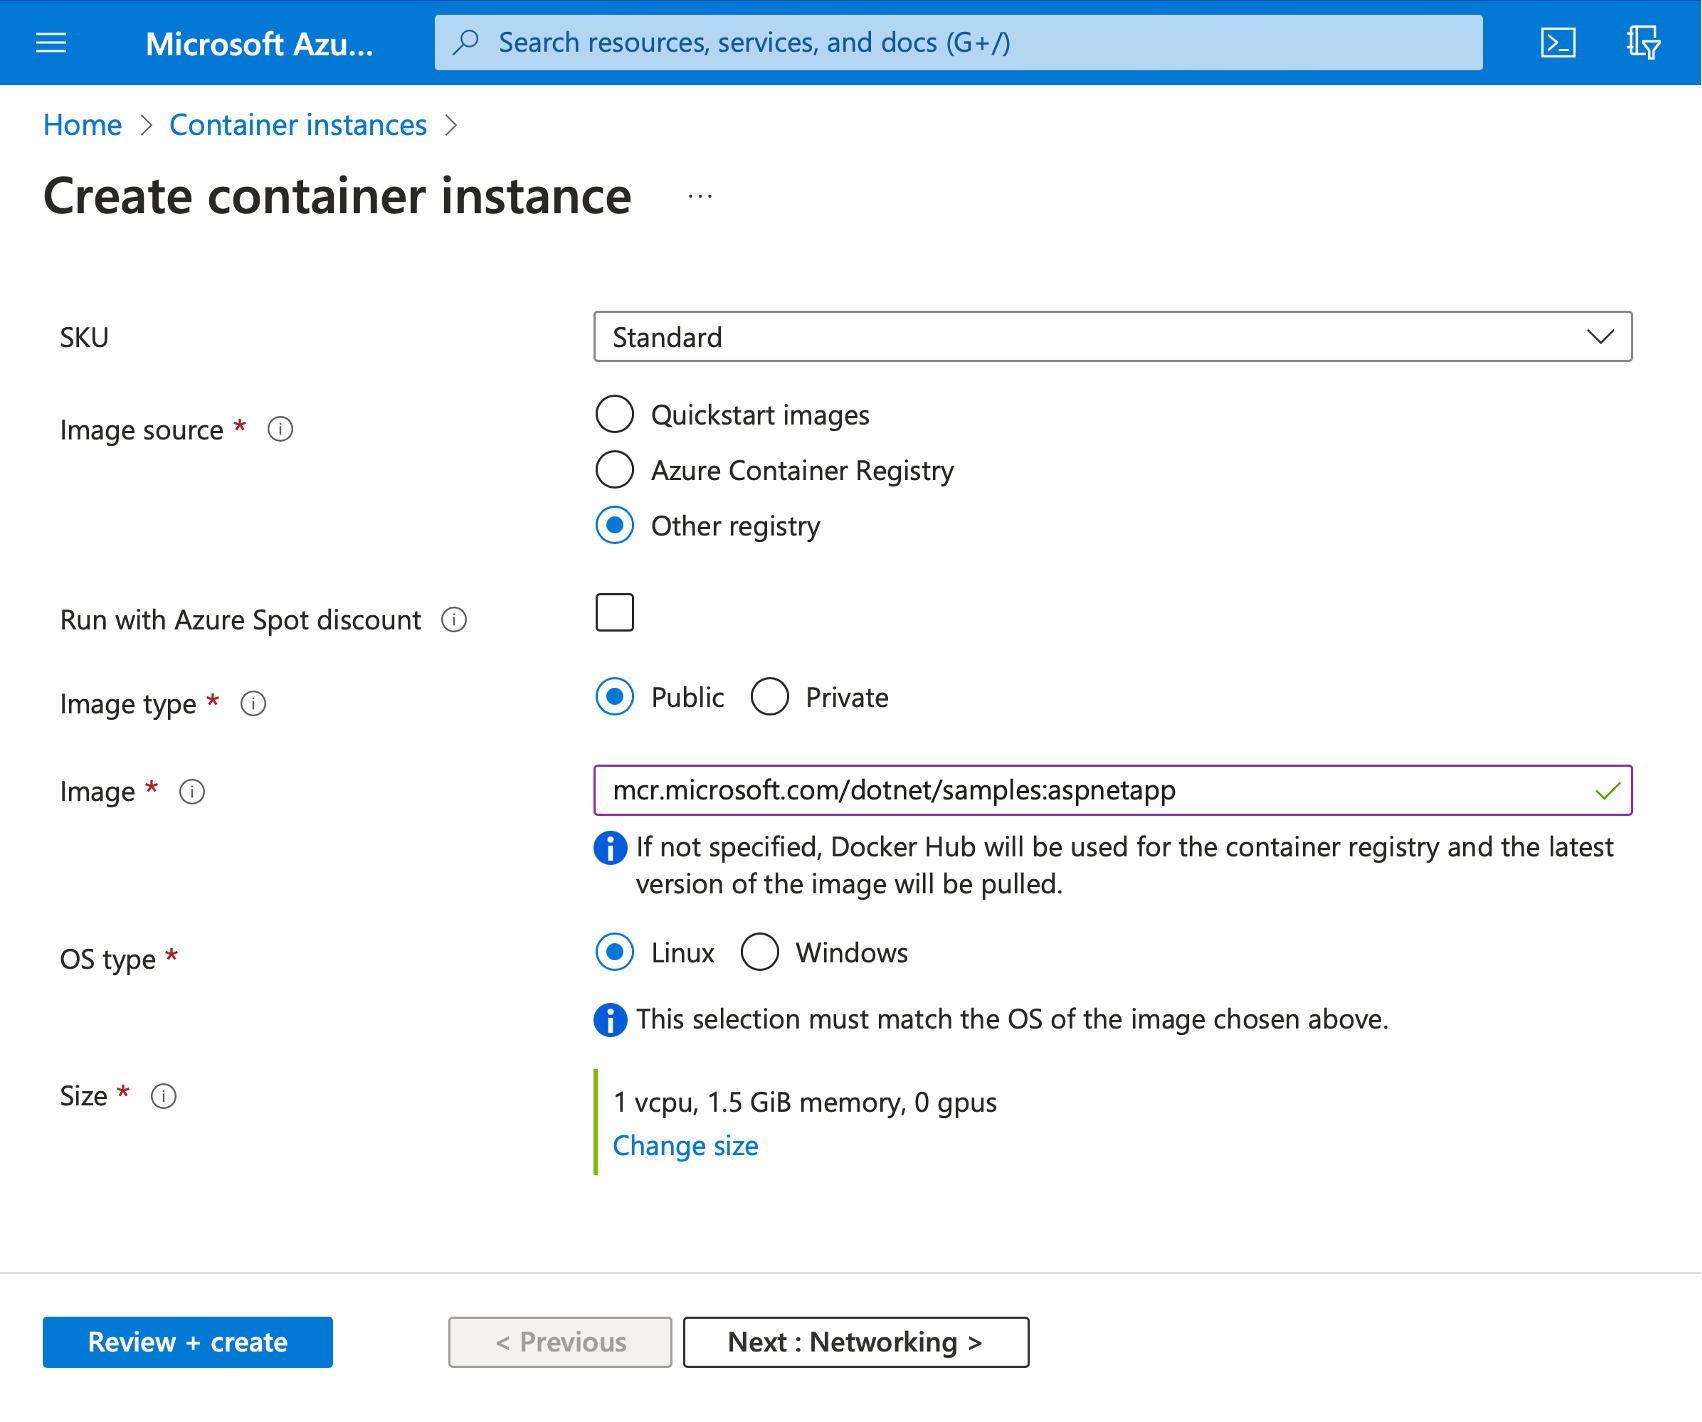 Microsoft Azu...
Search resources, services, and docs (G+/)
Home > Container instances >
Create container instance ...
SKU
Standard
Image source *
Quickstart images
Azure Container Registry
Other registry
Run with Azure Spot discount
Image type *
Public Private
Image *
mcr.microsoft.com/dotnet/samples:aspnetapp
If not specified, Docker Hub will be used for the container registry and the latest
version of the image will be pulled.
OS type *
Linux Windows
This selection must match the OS of the image chosen above.
Size *
1 vcpu, 1.5 GiB memory, 0 gpus
Change size
Review + create
< Previous
Next : Networking >